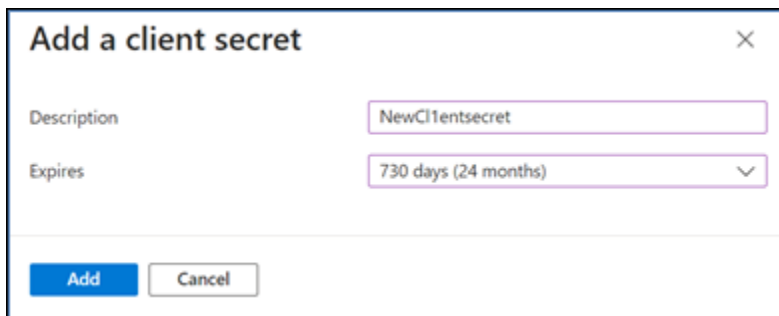 Add a client secret
Description NewCl1entsecret
Expires 730 days (24 months)
Add Cancel